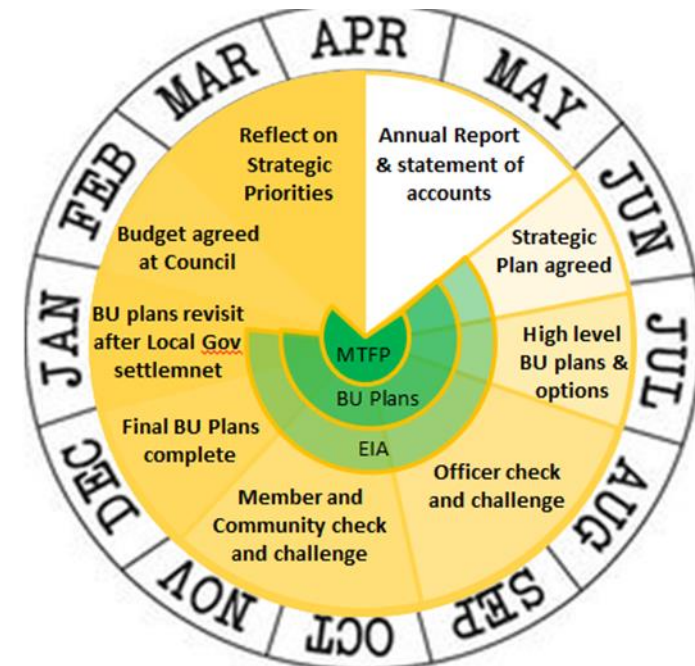 APR
MAY
JUN
JUL
AUG
SEP
OCT
NOV
DEC
JAN
FEB
MAR
Annual Report
& statement of
accounts
Strategic
Plan agreed
High level
BU plans &
options
Officer check
and challenge
Member and
Community check
and challenge
Final BU Plans
complete
BU plans revisit
after Local Gov
settlemnet
Budget agreed
at Council
Reflect on
Strategic
Priorities
MTFP
BU Plans
EIA